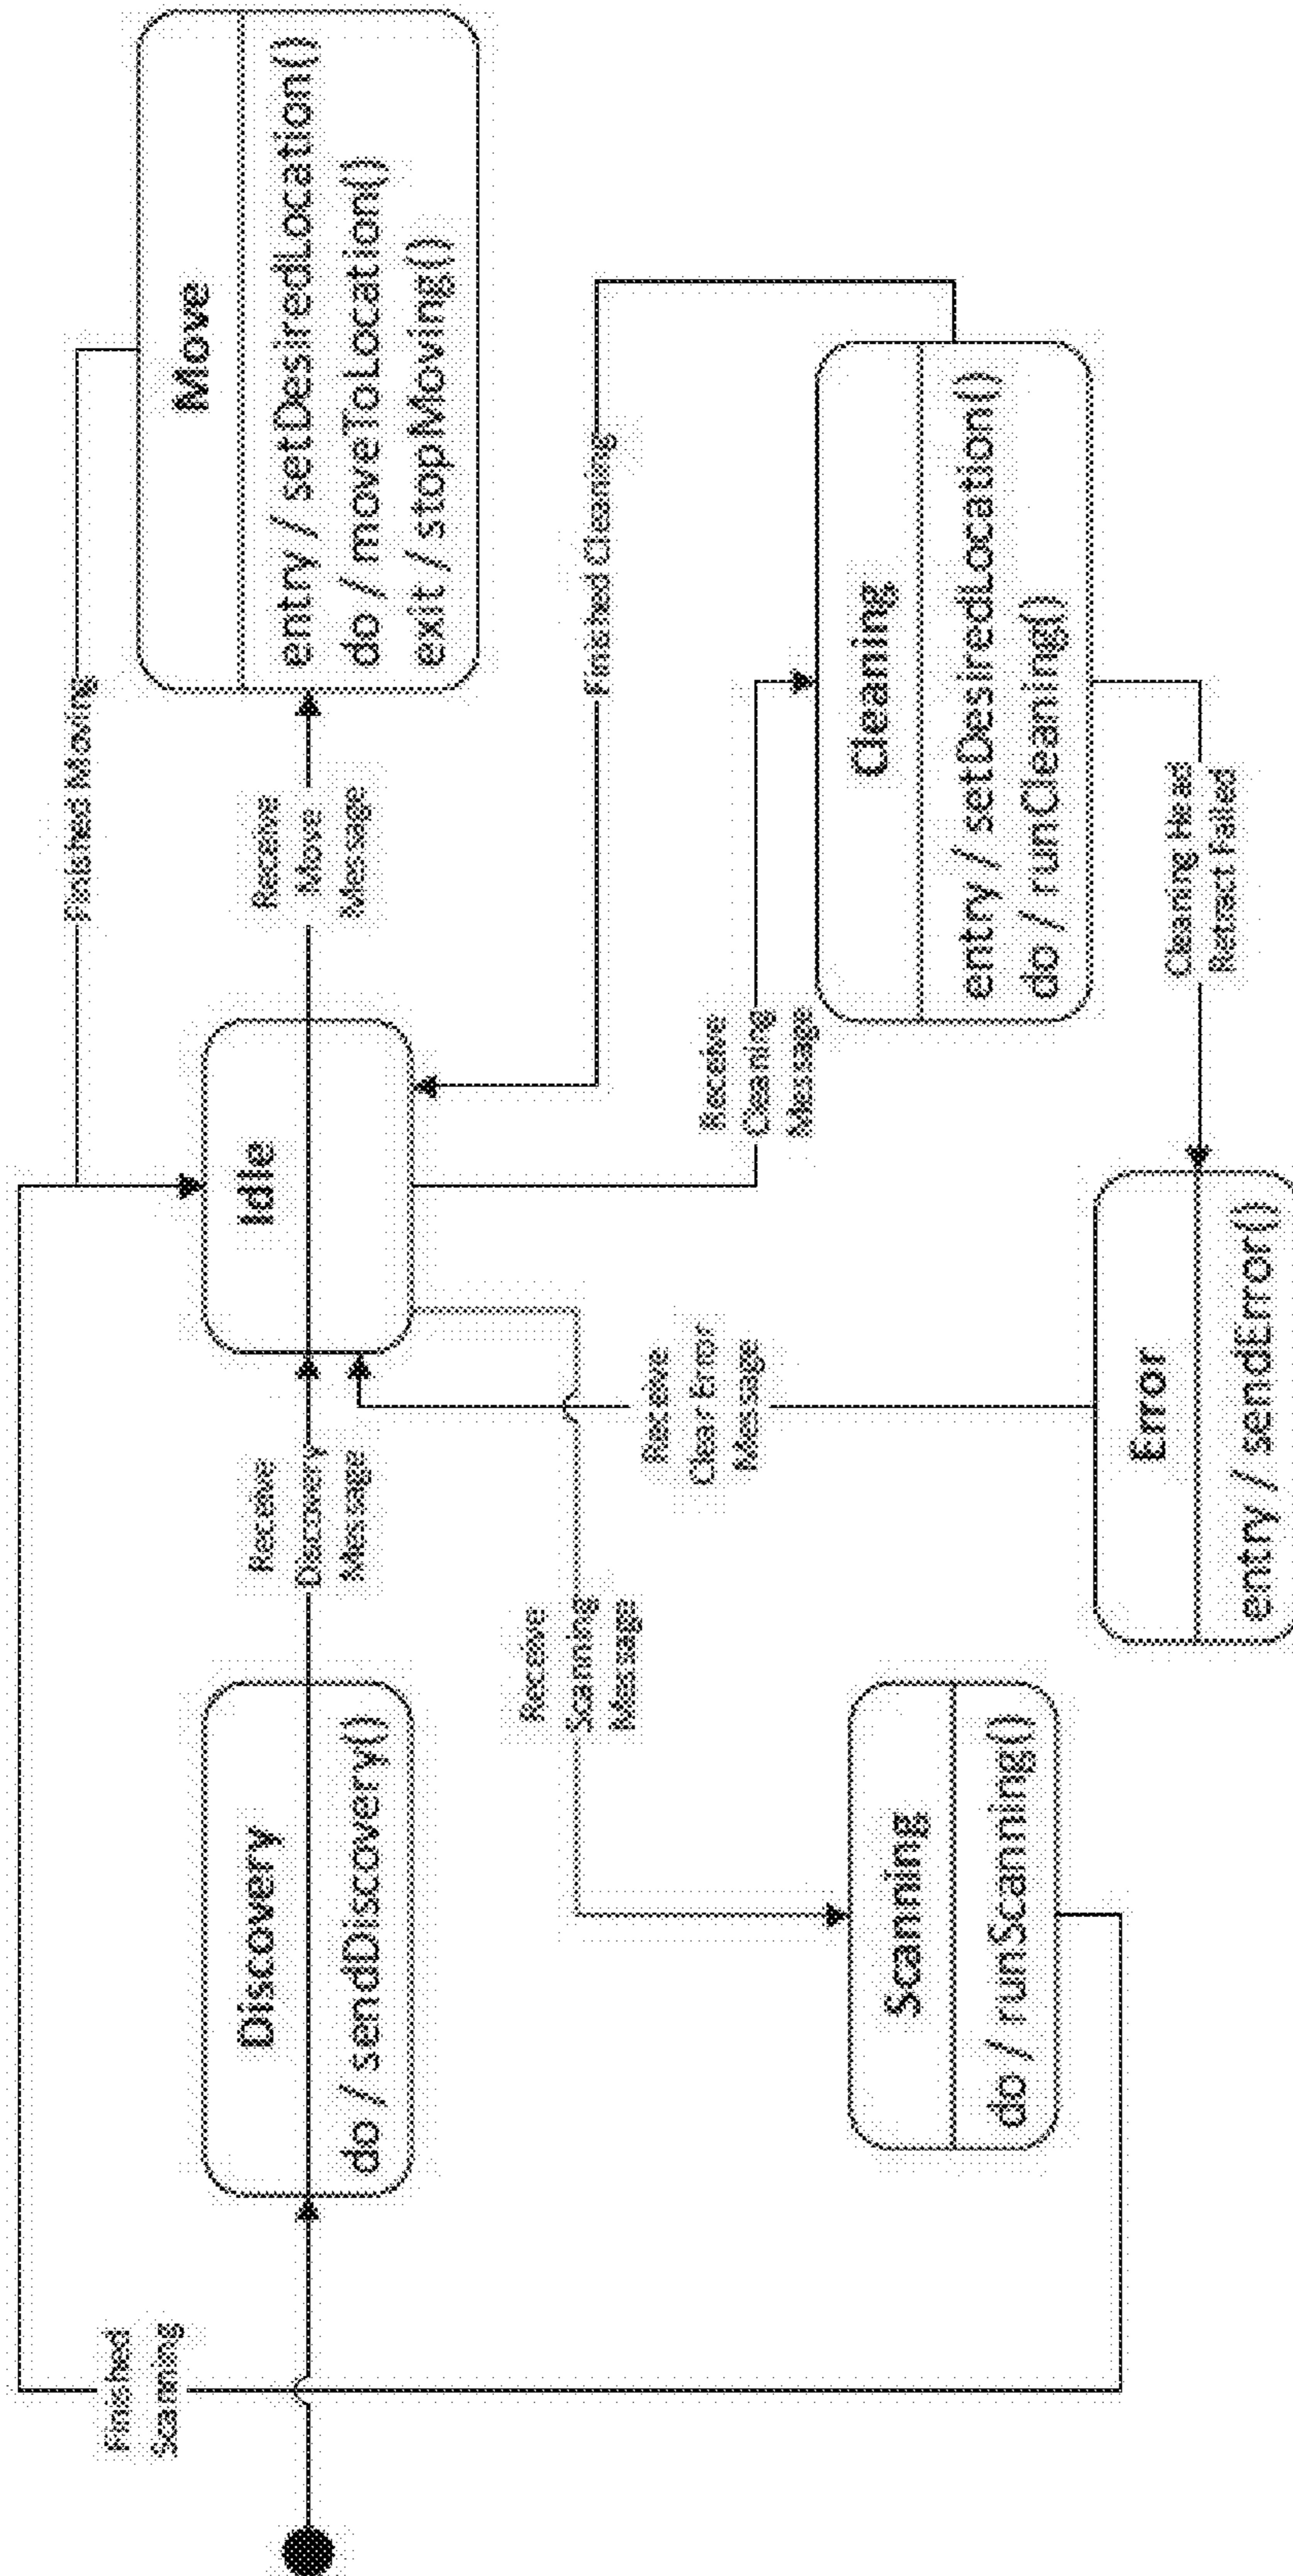 Finished
Scanning
Discovery
do / sendDiscovery()
Receive
Discovery
Message
Idle
Finished Moving
Receive
Move
Message
Move
entry / setDesiredLocation()
do / moveToLocation()
exit / stopMoving()
Receive
Scanning
Message
Scanning
do / runScanning()
Receive
Clear Error
Message
Finished Cleaning
Receive
Cleaning
Message
Cleaning
entry / setDesiredLocation()
do / runCleaning()
Cleaning Head
Retract Failed
Error
entry / sendError()